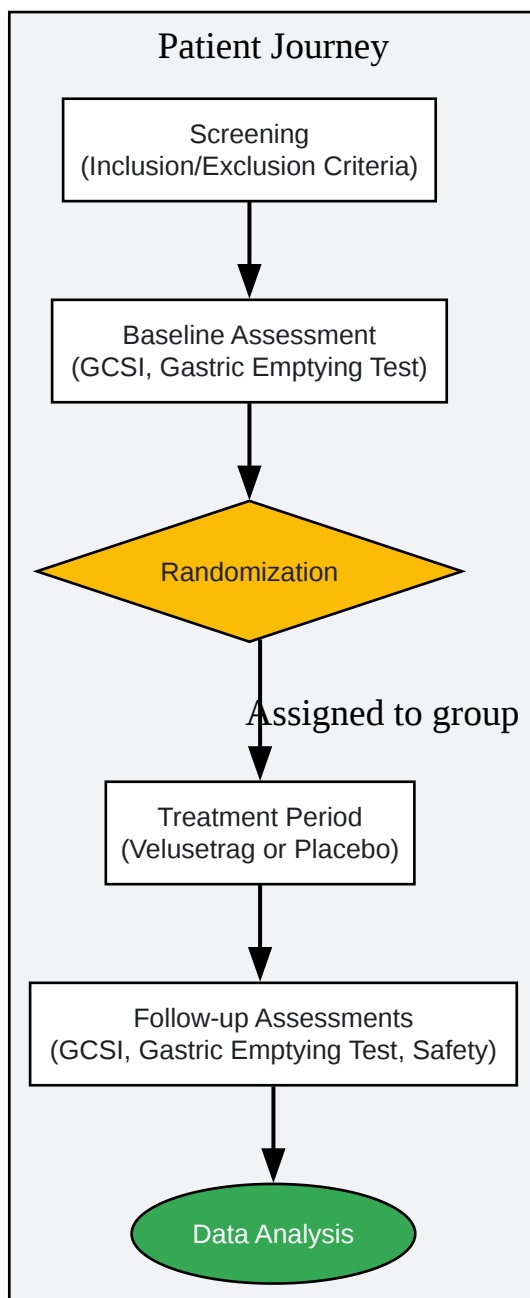 Patient Journey
Screening
(Inclusion/Exclusion Criteria)
Baseline Assessment
(GCSI, Gastric Emptying Test)
Randomization
Assigned to group
Treatment Period
(Velusetrag or Placebo)
Follow-up Assessments
(GCSI, Gastric Emptying Test, Safety)
Data Analysis